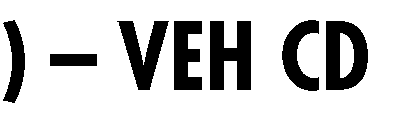 ) – VEH CD